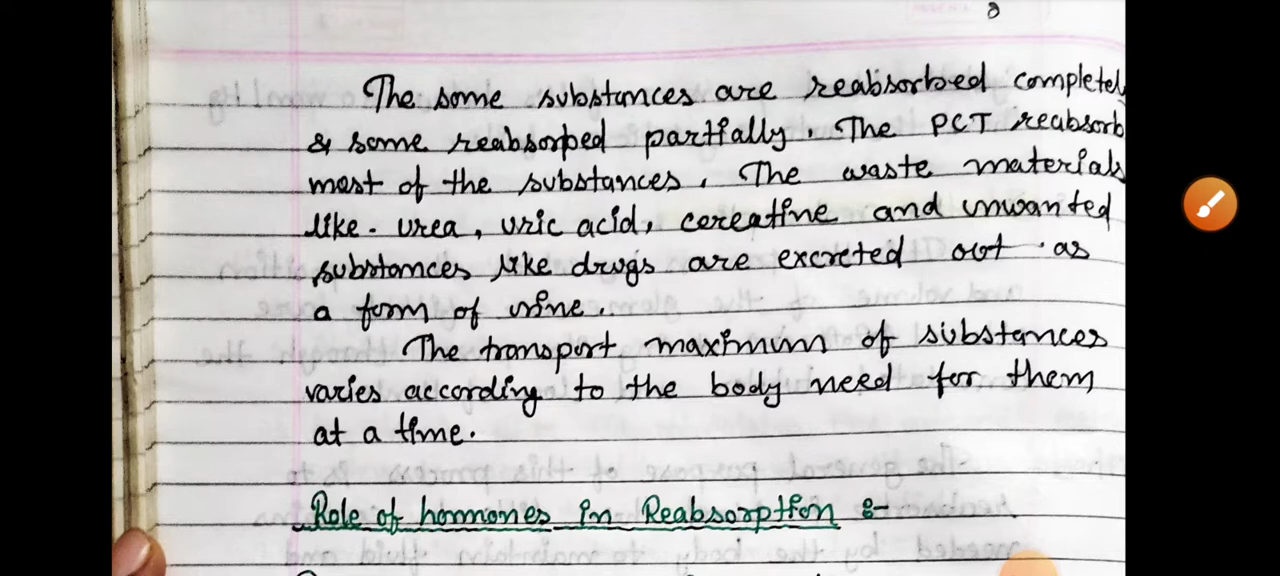 The some substances are reabsorbed completel
& some reabsorped partially. The PCT reabsorb
most of the substances. The waste materials
like. urea, uric acid, cereatine and unwanted
substances like drugs are excreted out as
a form of urine.
The transport maximum of substances
varies according to the body need for them
at a time.
Role of hormones in Reabsorption :-